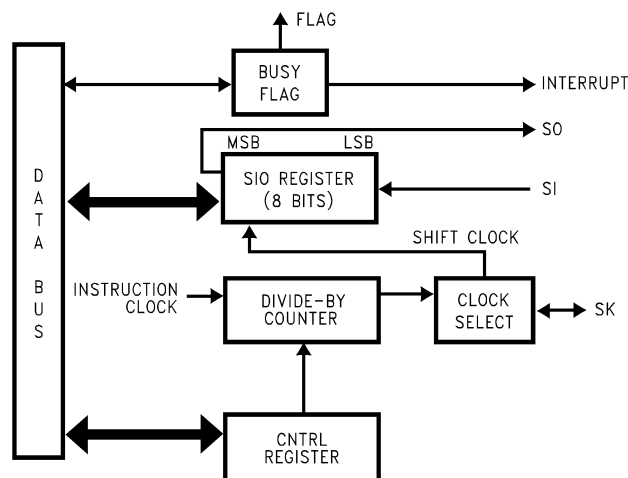 FLAG
BUSY
FLAG
INTERRUPT
SO
MSB
LSB
SIO REGISTER
(8 BITS)
SI
DATA BUS
SHIFT CLOCK
INSTRUCTION
CLOCK
DIVIDE-BY
COUNTER
CLOCK
SELECT
SK
CNTRL
REGISTER